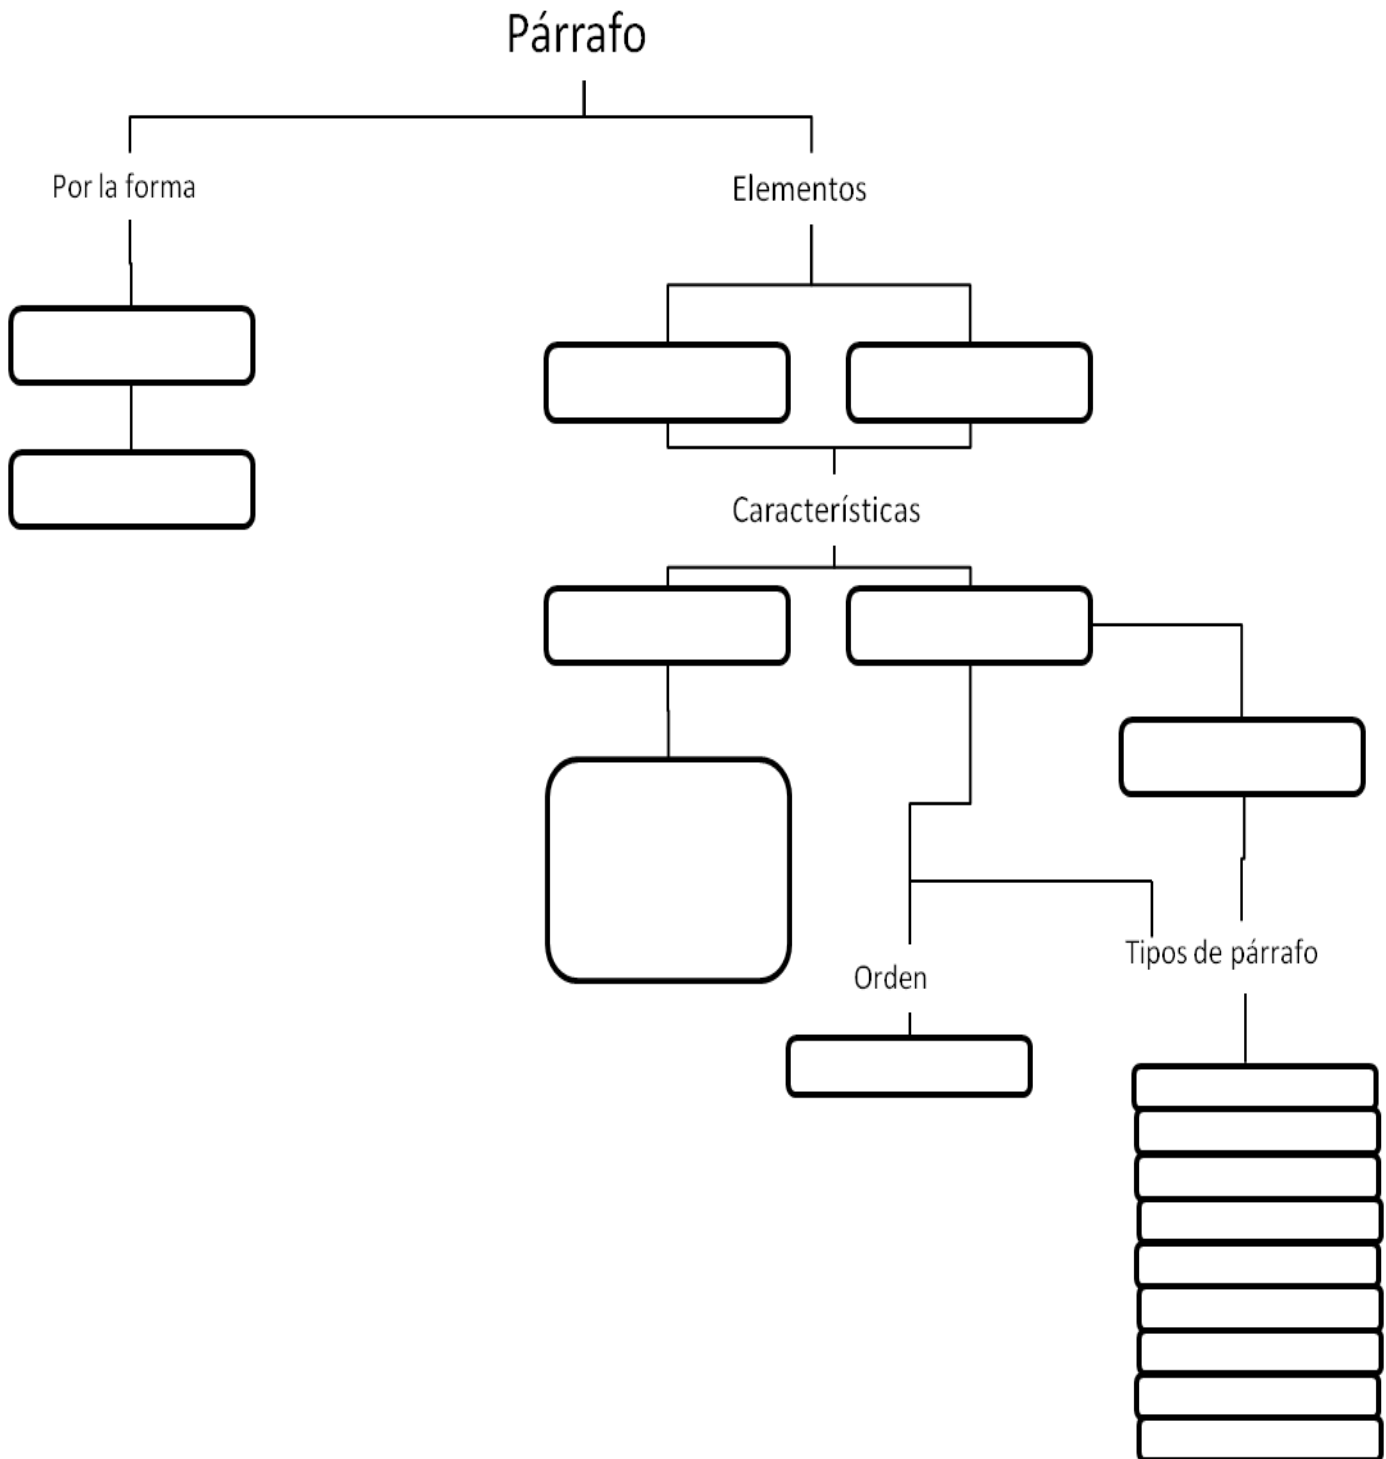 Párrafo
Por la forma
Elementos
Características
Orden
Tipos de párrafo